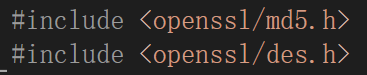 #include <openssl/md5.h>
#include <openssl/des.h>